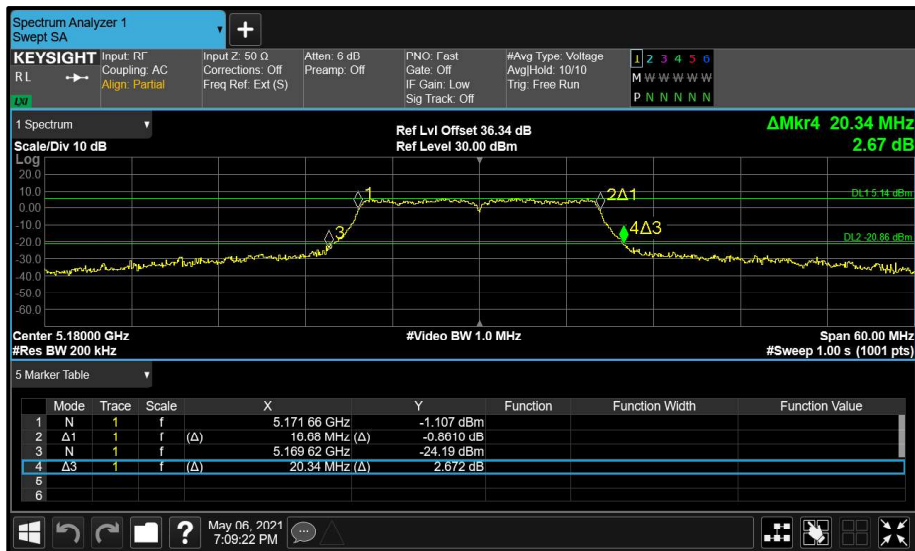 Spectrum Analyzer 1
Swept SA
+
KEYSIGHT Input: RF Input Z: 50 Ω Atten: 6 dB PNO: Fast #Avg Type: Voltage 1 2 3 4 5 6
RL Coupling: AC Corrections: Off Preamp: Off Gate: Off Avg|Hold: 10/10 M W W W W W
Align: Partial Freq Ref: Ext (S) IF Gain: Low Trig: Free Run
LXI Sig Track: Off P N N N N N
1 Spectrum Ref Lvl Offset 36.34 dB ΔMkr4 20.34 MHz
Scale/Div 10 dB Ref Level 30.00 dBm 2.67 dB
Log
20.0
10.0 1 2Δ1 DL1 5.14 dBm
0.00
-10.0 3 4Δ3
-20.0 DL2 -20.86 dBm
-30.0
-40.0
-50.0
-60.0
Center 5.18000 GHz #Video BW 1.0 MHz Span 60.00 MHz
#Res BW 200 kHz #Sweep 1.00 s (1001 pts)
5 Marker Table
Mode Trace Scale X Y Function Function Width Function Value
1 N 1 f 5.171 66 GHz -1.107 dBm
2 Δ1 1 f (Δ) 16.68 MHz (Δ) -0.8610 dB
3 N 1 f 5.169 62 GHz -24.19 dBm
4 Δ3 1 f (Δ) 20.34 MHz (Δ) 2.672 dB
5
6
? May 06, 2021
7:09:22 PM